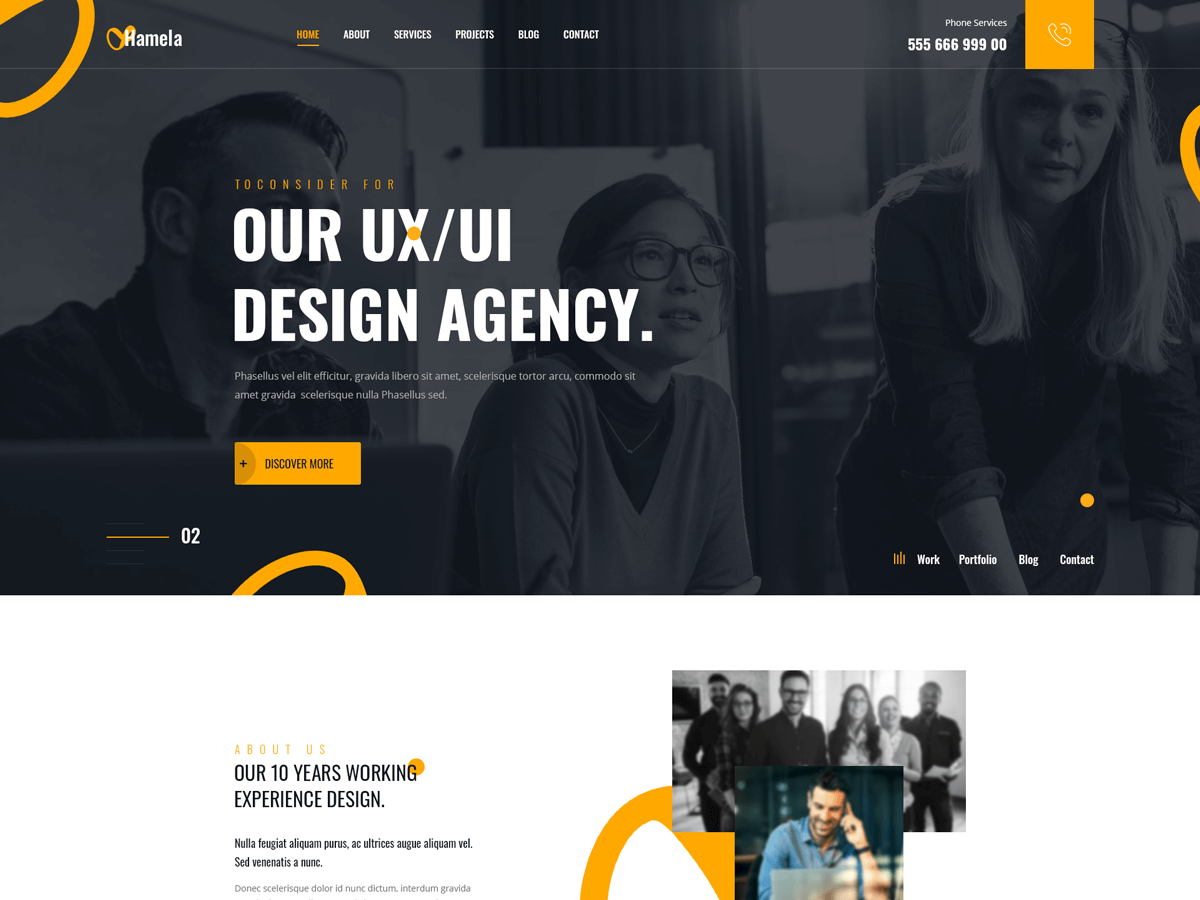 Hamela
HOME ABOUT SERVICES PROJECTS BLOG CONTACT
Phone Services
555 666 999 00
TOCONSIDER FOR
OUR UX/UI
DESIGN AGENCY.
Phasellus vel elit efficitur, gravida libero sit amet, scelerisque tortor arcu, commodo sit
amet gravida scelerisque nulla Phasellus sed.
+ DISCOVER MORE
02
Work Portfolio Blog Contact
ABOUT US
OUR 10 YEARS WORKING
EXPERIENCE DESIGN.
Nulla feugiat aliquam purus, ac ultrices augue aliquam vel.
Sed venenatis a nunc.
Donec scelerisque dolor id nunc dictum, interdum gravida